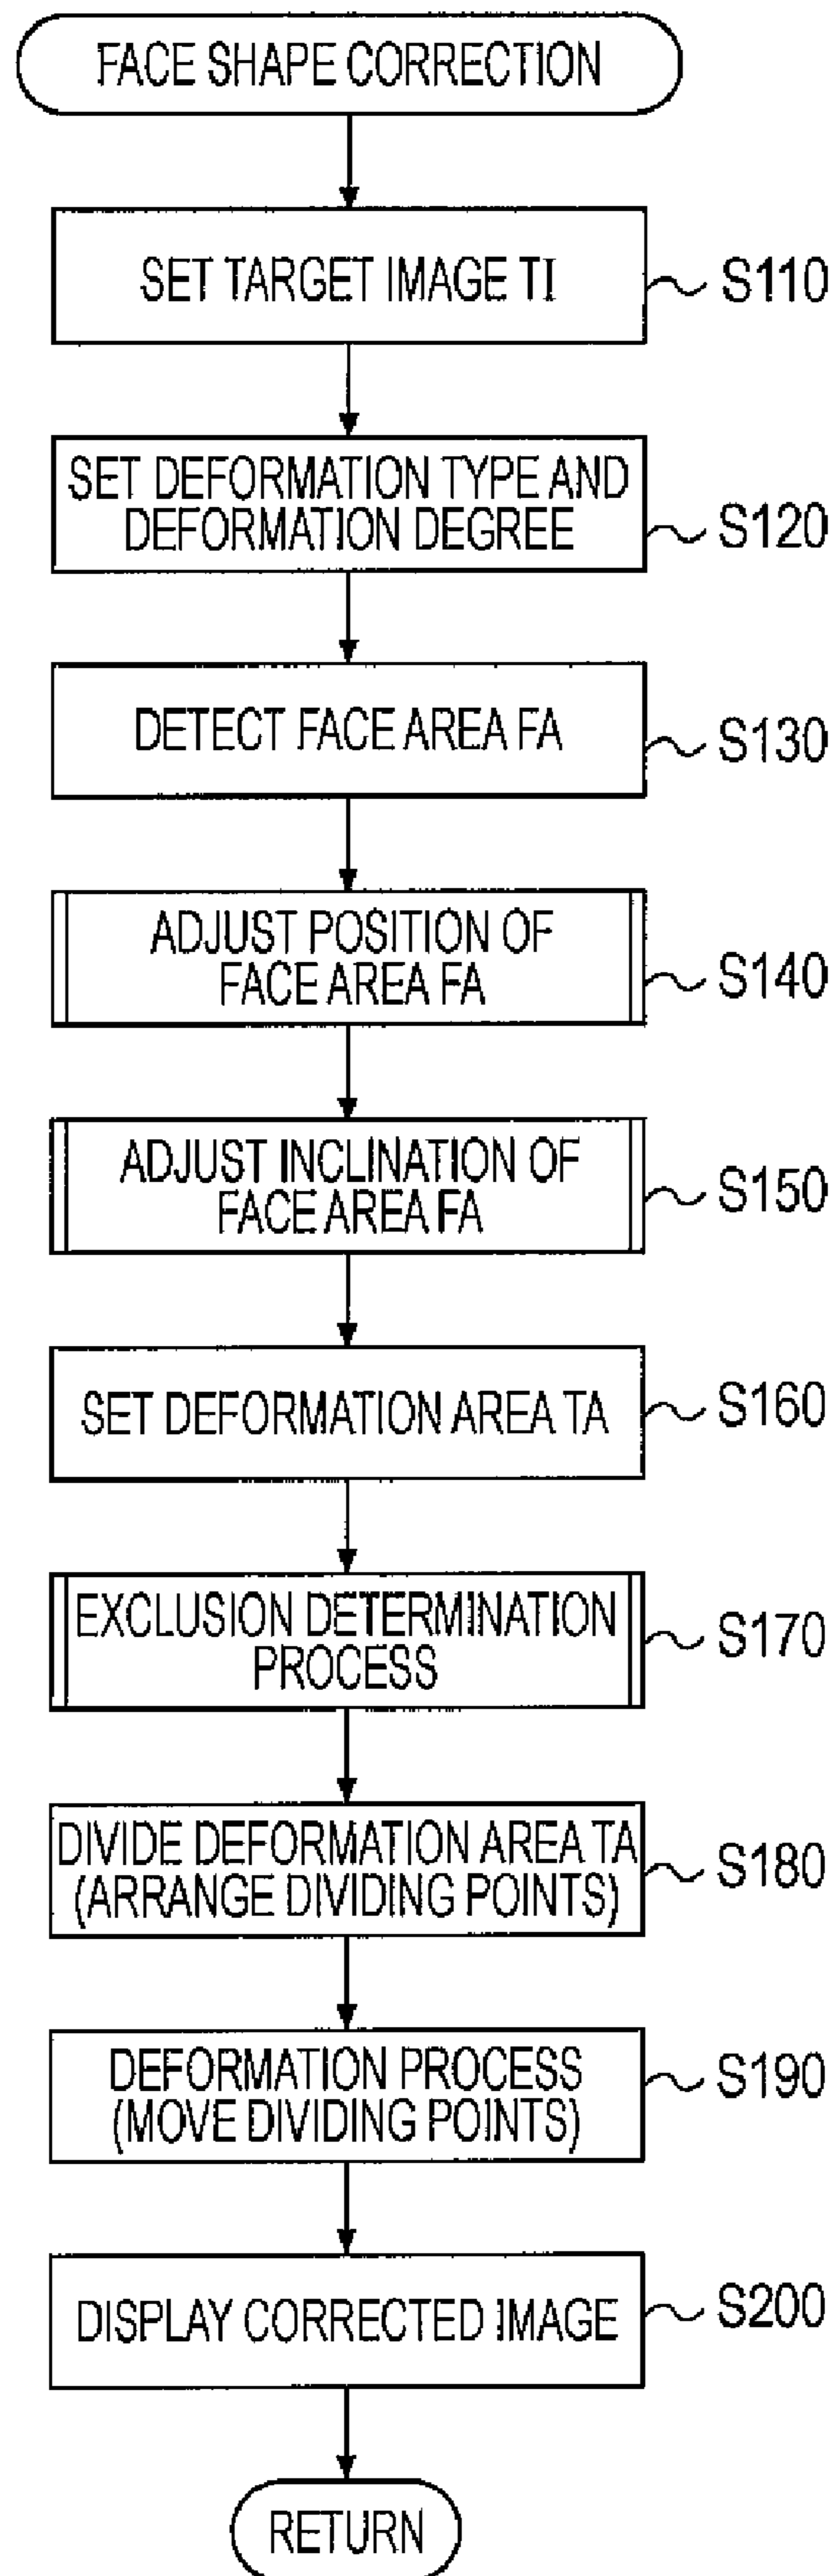 FACE SHAPE CORRECTION
SET TARGET IMAGE TI
S110
SET DEFORMATION TYPE AND
DEFORMATION DEGREE
S120
DETECT FACE AREA FA
S130
ADJUST POSITION OF
FACE AREA FA
S140
ADJUST INCLINATION OF
FACE AREA FA
S150
SET DEFORMATION AREA TA
S160
EXCLUSION DETERMINATION
PROCESS
S170
DIVIDE DEFORMATION AREA TA
(ARRANGE DIVIDING POINTS)
S180
DEFORMATION PROCESS
(MOVE DIVIDING POINTS)
S190
DISPLAY CORRECTED IMAGE
S200
RETURN